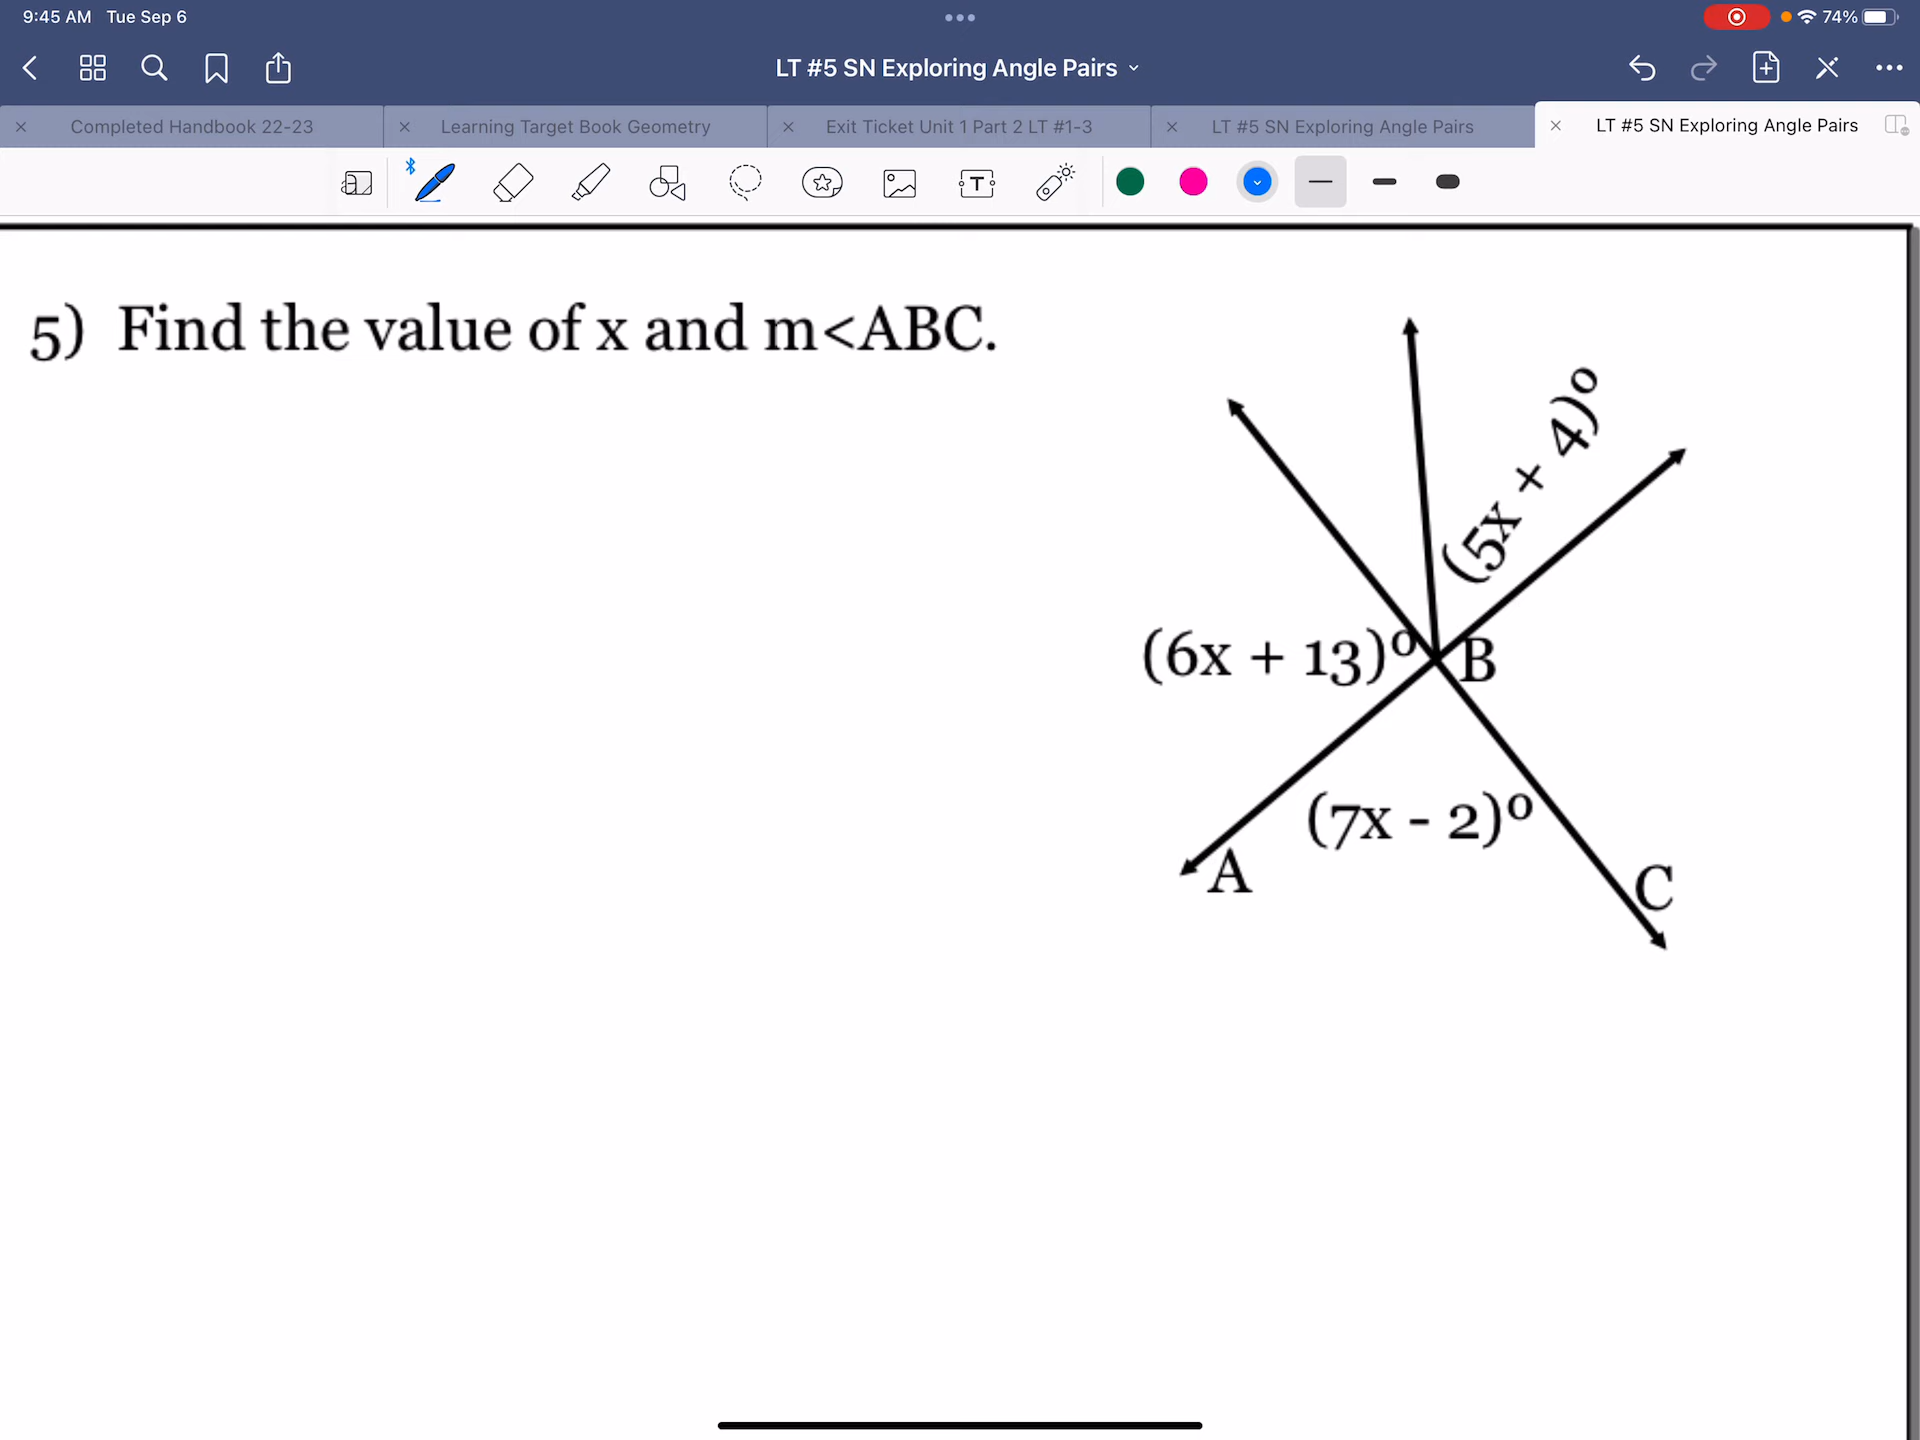 9:45 AM Tue Sep 6
74%
LT #5 SN Exploring Angle Pairs
Completed Handbook 22-23
Learning Target Book Geometry
Exit Ticket Unit 1 Part 2 LT #1-3
LT #5 SN Exploring Angle Pairs
LT #5 SN Exploring Angle Pairs
T
5) Find the value of x and m<ABC.
(5x + 4)º
(6x + 13)º
B
(7x - 2)º
A
C